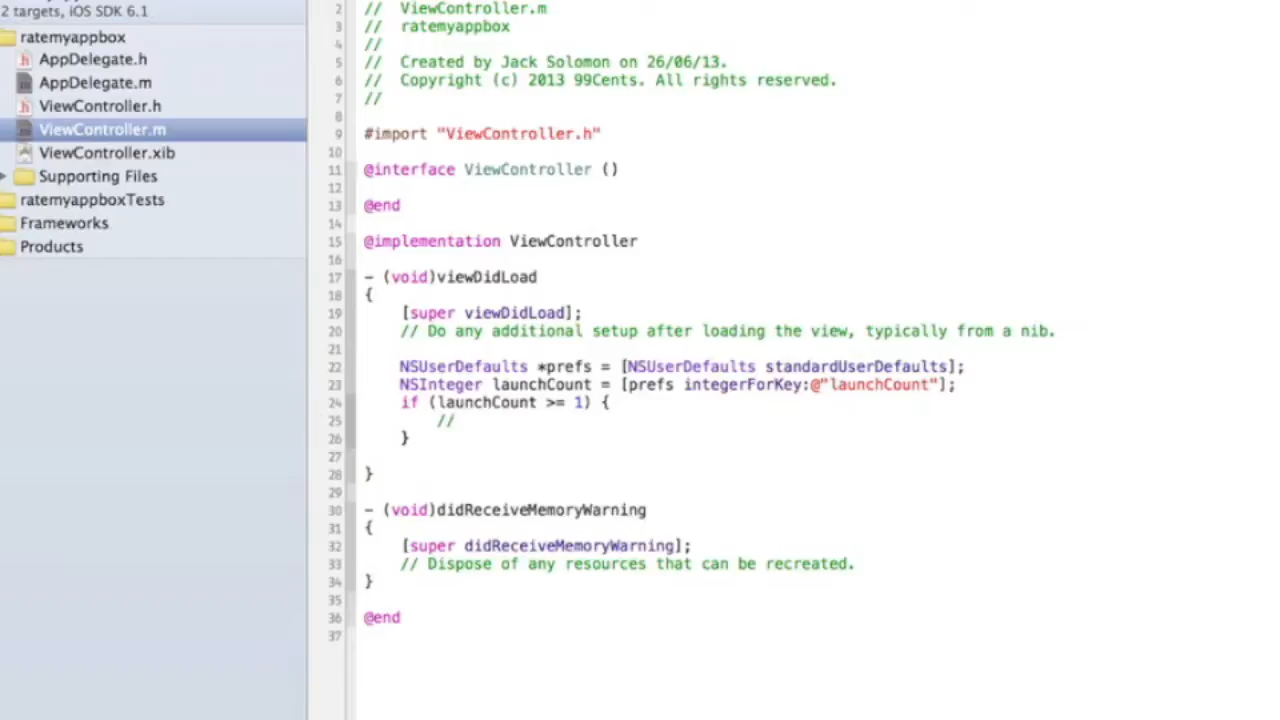 2 targets, iOS SDK 6.1
ratemyappbox
AppDelegate.h
AppDelegate.m
ViewController.h
ViewController.m
ViewController.xib
Supporting Files
ratemyappboxTests
Frameworks
Products
2 //  ViewController.m
3 //  ratemyappbox
4 //
5 //  Created by Jack Solomon on 26/06/13.
6 //  Copyright (c) 2013 99Cents. All rights reserved.
7 //
8
9 #import "ViewController.h"
10
11 @interface ViewController ()
12
13 @end
14
15 @implementation ViewController
16
17 - (void)viewDidLoad
18 {
19     [super viewDidLoad];
20     // Do any additional setup after loading the view, typically from a nib.
21
22     NSUserDefaults *prefs = [NSUserDefaults standardUserDefaults];
23     NSInteger launchCount = [prefs integerForKey:@"launchCount"];
24     if (launchCount >= 1) {
25         //
26     }
27
28 }
29
30 - (void)didReceiveMemoryWarning
31 {
32     [super didReceiveMemoryWarning];
33     // Dispose of any resources that can be recreated.
34 }
35
36 @end
37